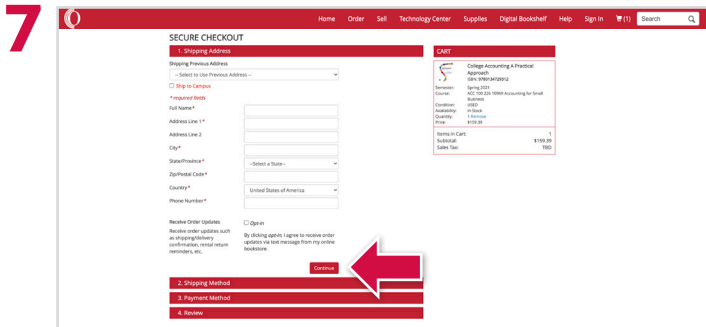 7
Home Order Sell Technology Center Supplies Digital Bookshelf Help Sign In (1) Search
SECURE CHECKOUT
1. Shipping Address
Shipping Previous Address
-- Select to Use Previous Address --
Ship to Campus
* required fields
Full Name*
Address Line 1*
Address Line 2
City*
State/Province*
--Select a State--
Zip/Postal Code*
Country*
United States of America
Phone Number*
Receive Order Updates
Opt-in
Receive order updates such
as shipping/delivery
confirmation, rental return
reminders, etc.
By clicking opt-in, I agree to receive order
updates via text message from my online
bookstore.
Continue
2. Shipping Method
3. Payment Method
4. Review
CART
College Accounting A Practical
Approach
ISBN: 9780134729312
Semester: Spring 2021
Course: ACC 100 226 10969 Accounting for Small
Business
Condition: USED
Availability: In Stock
Quantity: 1 Remove
Price: $159.39
Items in Cart: 1
Subtotal: $159.39
Sales Tax: TBD